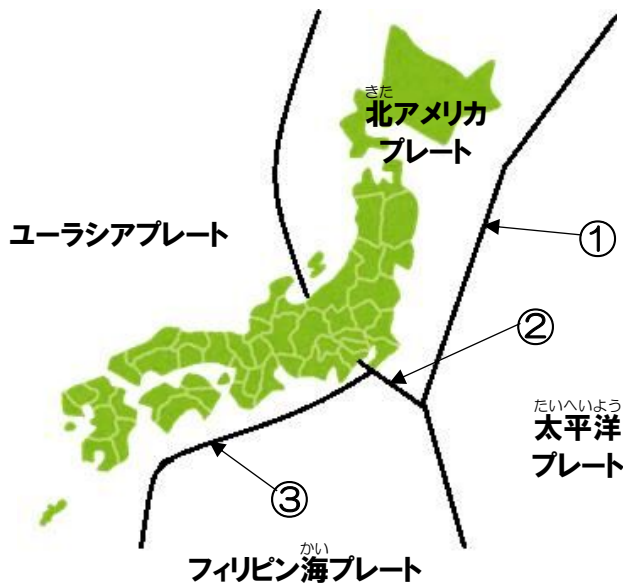 きた
北アメリカ
プレート
ユーラシアプレート
①
②
たいへいよう
太平洋
プレート
③
かい
フィリピン海プレート